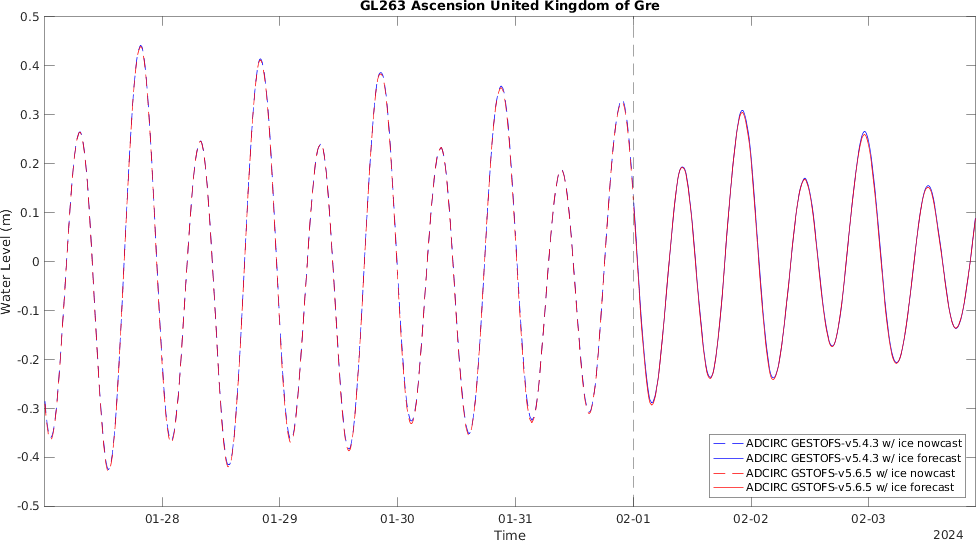 GL263 Ascension United Kingdom of Gre
Water Level (m)
0.5
0.4
0.3
0.2
0.1
0
-0.1
-0.2
-0.3
-0.4
-0.5
ADCIRC GESTOFS-v5.4.3 w/ ice nowcast
ADCIRC GESTOFS-v5.4.3 w/ ice forecast
ADCIRC GSTOFS-v5.6.5 w/ ice nowcast
ADCIRC GSTOFS-v5.6.5 w/ ice forecast
01-28 01-29 01-30 01-31 02-01 02-02 02-03
Time
2024